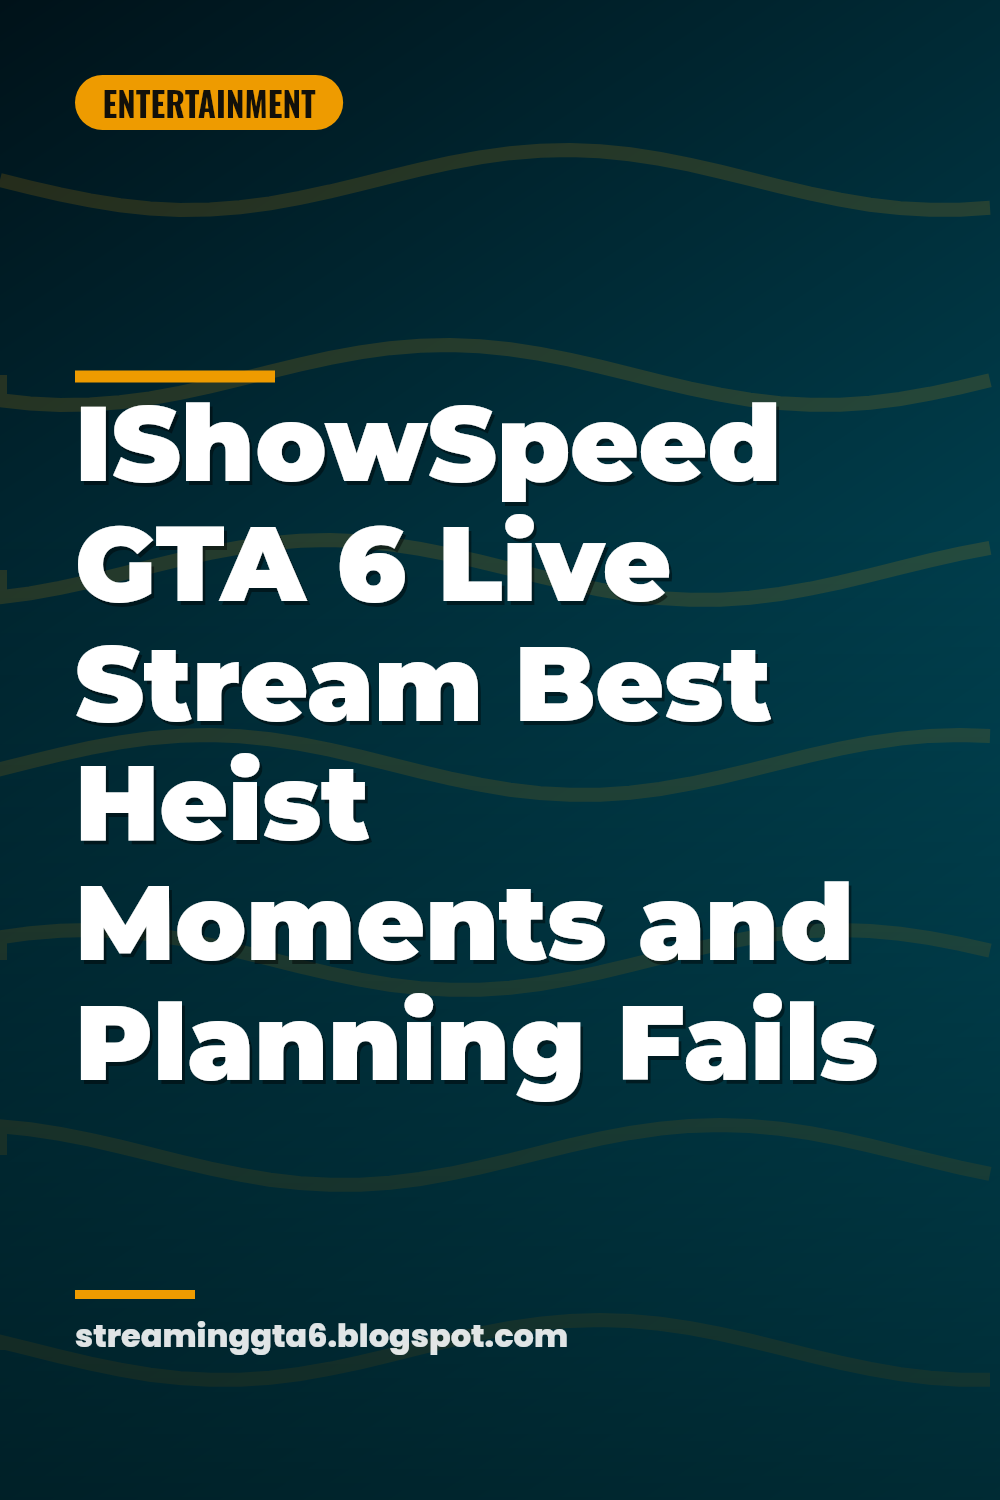 ENTERTAINMENT
IShowSpeed
GTA 6 Live
Stream Best
Heist
Moments and
Planning Fails
streaminggta6.blogspot.com